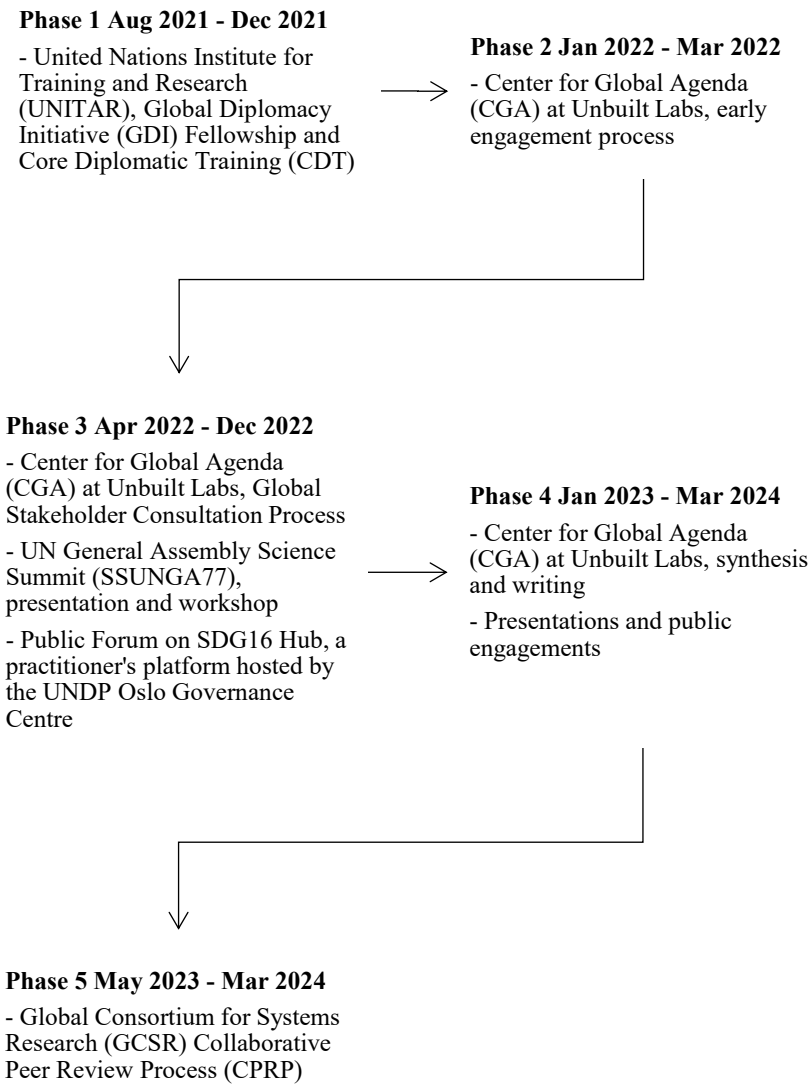 Phase 1 Aug 2021 - Dec 2021
- United Nations Institute for
Training and Research
(UNITAR), Global Diplomacy
Initiative (GDI) Fellowship and
Core Diplomatic Training (CDT)
Phase 2 Jan 2022 - Mar 2022
- Center for Global Agenda
(CGA) at Unbuilt Labs, early
engagement process
Phase 3 Apr 2022 - Dec 2022
- Center for Global Agenda
(CGA) at Unbuilt Labs, Global
Stakeholder Consultation Process
- UN General Assembly Science
Summit (SSUNGA77),
presentation and workshop
- Public Forum on SDG16 Hub, a
practitioner's platform hosted by
the UNDP Oslo Governance
Centre
Phase 4 Jan 2023 - Mar 2024
- Center for Global Agenda
(CGA) at Unbuilt Labs, synthesis
and writing
- Presentations and public
engagements
Phase 5 May 2023 - Mar 2024
- Global Consortium for Systems
Research (GCSR) Collaborative
Peer Review Process (CPRP)